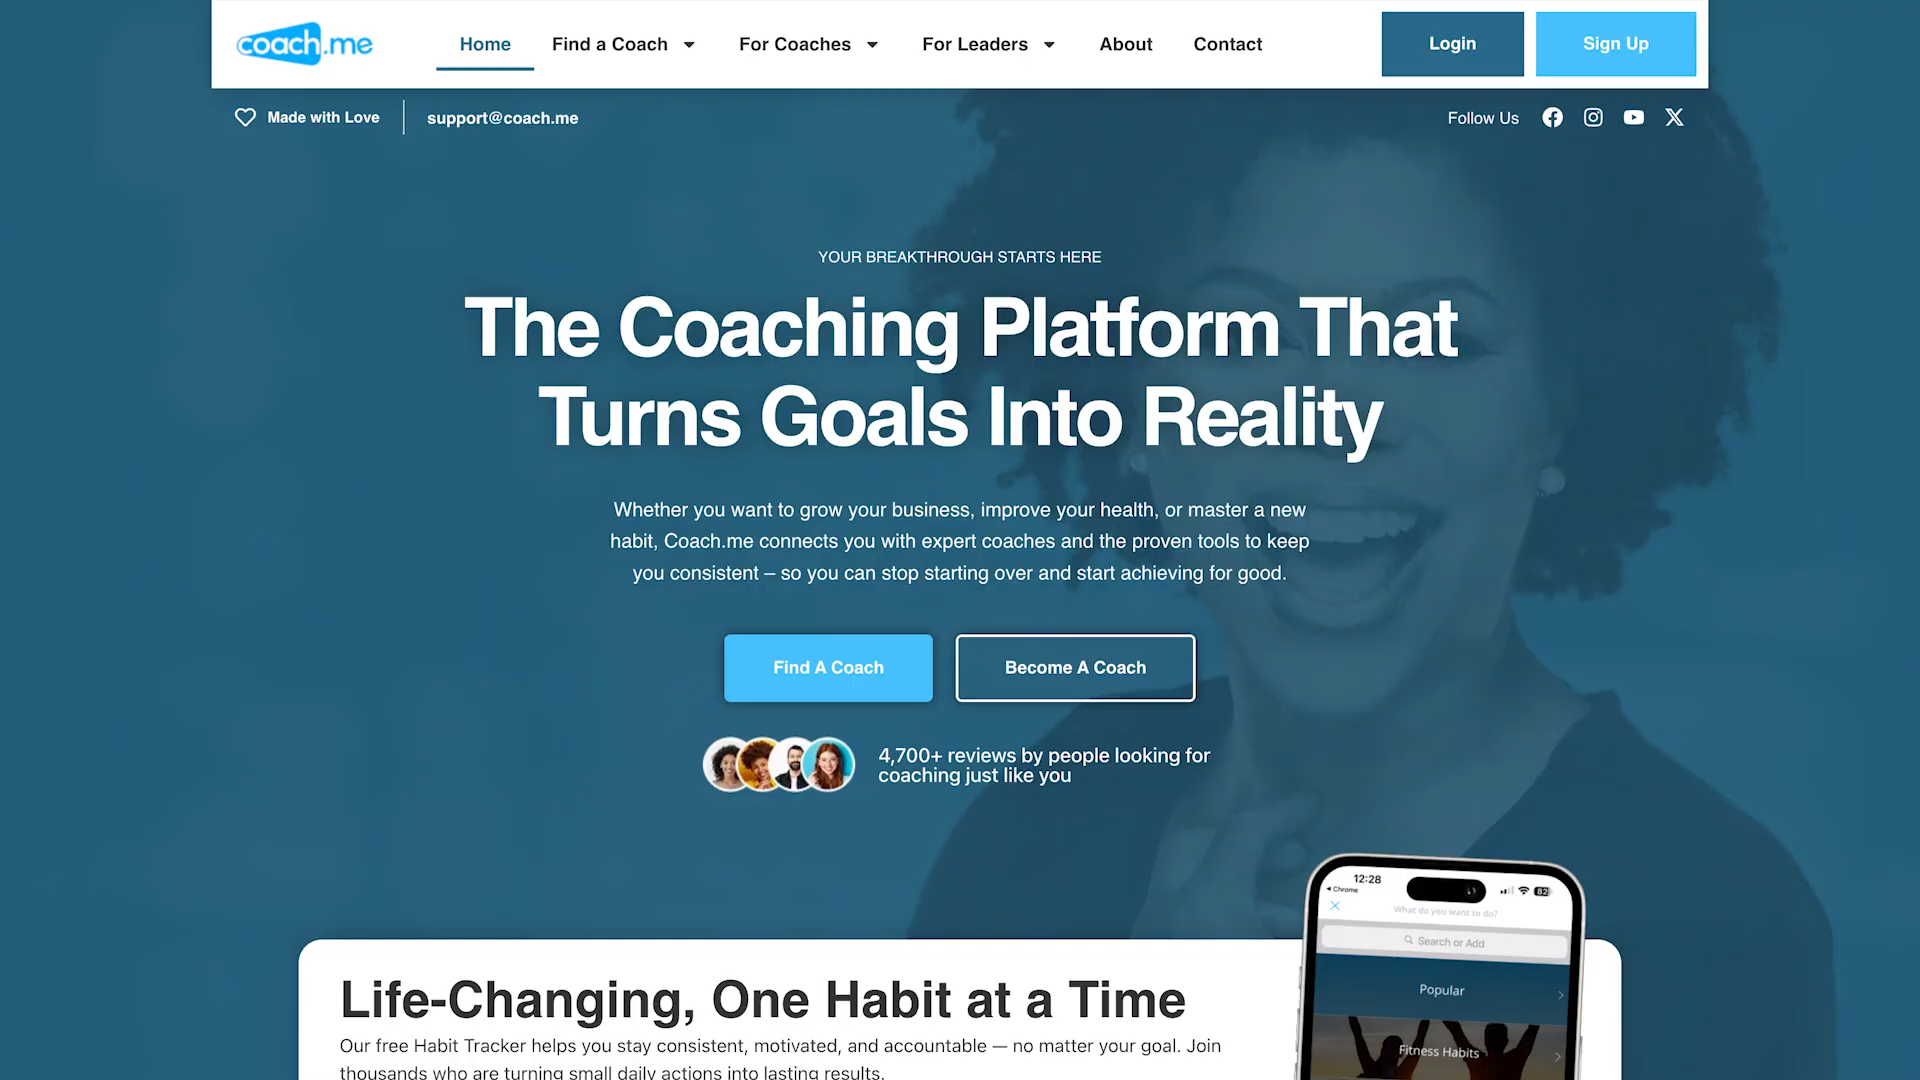 coach.me
Home
Find a Coach
For Coaches
For Leaders
About
Contact
Login
Sign Up
Made with Love
support@coach.me
Follow Us
YOUR BREAKTHROUGH STARTS HERE
The Coaching Platform That
Turns Goals Into Reality
Whether you want to grow your business, improve your health, or master a new
habit, Coach.me connects you with expert coaches and the proven tools to keep
you consistent – so you can stop starting over and start achieving for good.
Find A Coach
Become A Coach
4,700+ reviews by people looking for
coaching just like you
12:28
Chrome
82
What do you want to do?
Search or Add
Popular
Fitness Habits
Life-Changing, One Habit at a Time
Our free Habit Tracker helps you stay consistent, motivated, and accountable — no matter your goal. Join
thousands who are turning small daily actions into lasting results.